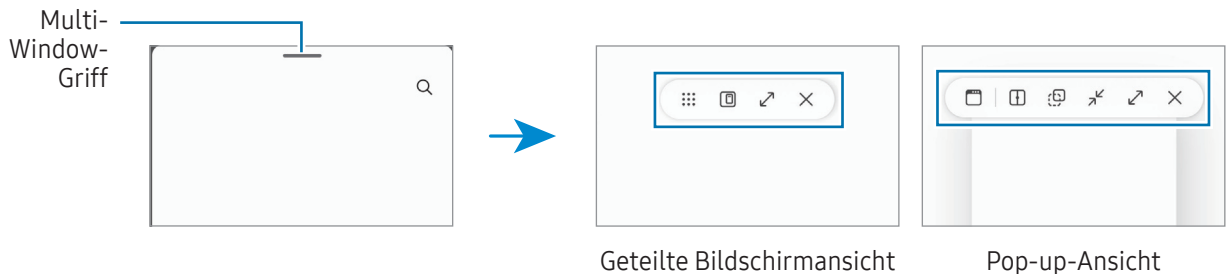 Multi-
Window-
Griff
Geteilte Bildschirmansicht
Pop-up-Ansicht